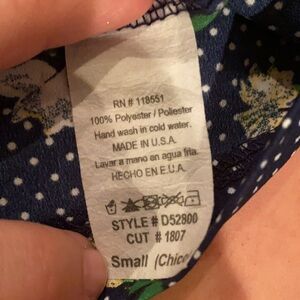 RN # 118551
100% Polyester / Poliester
Hand wash in cold water.
MADE IN U.S.A.
Lavar a mano en agua fria.
HECHO EN E.U.A.
STYLE # D52800
CUT # 1807
Small (Chico